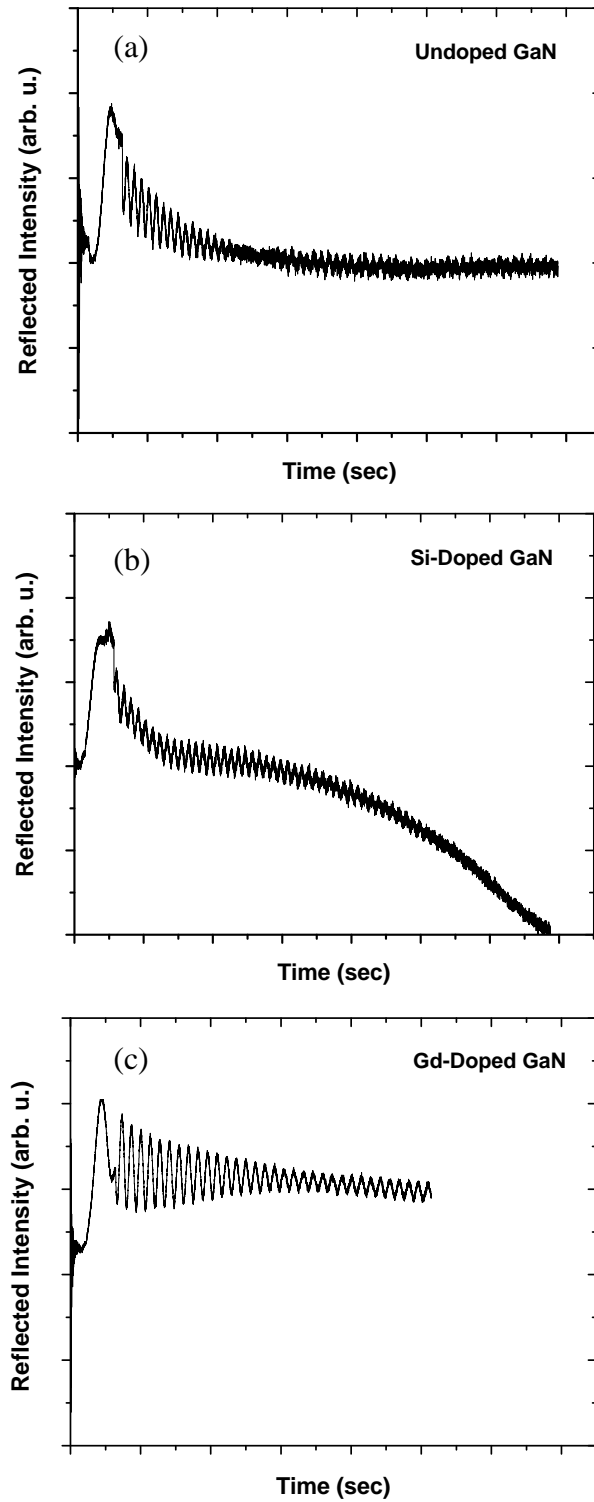 (a)
Undoped GaN
Reflected Intensity (arb. u.)
Time (sec)
(b)
Si-Doped GaN
Reflected Intensity (arb. u.)
Time (sec)
(c)
Gd-Doped GaN
Reflected Intensity (arb. u.)
Time (sec)